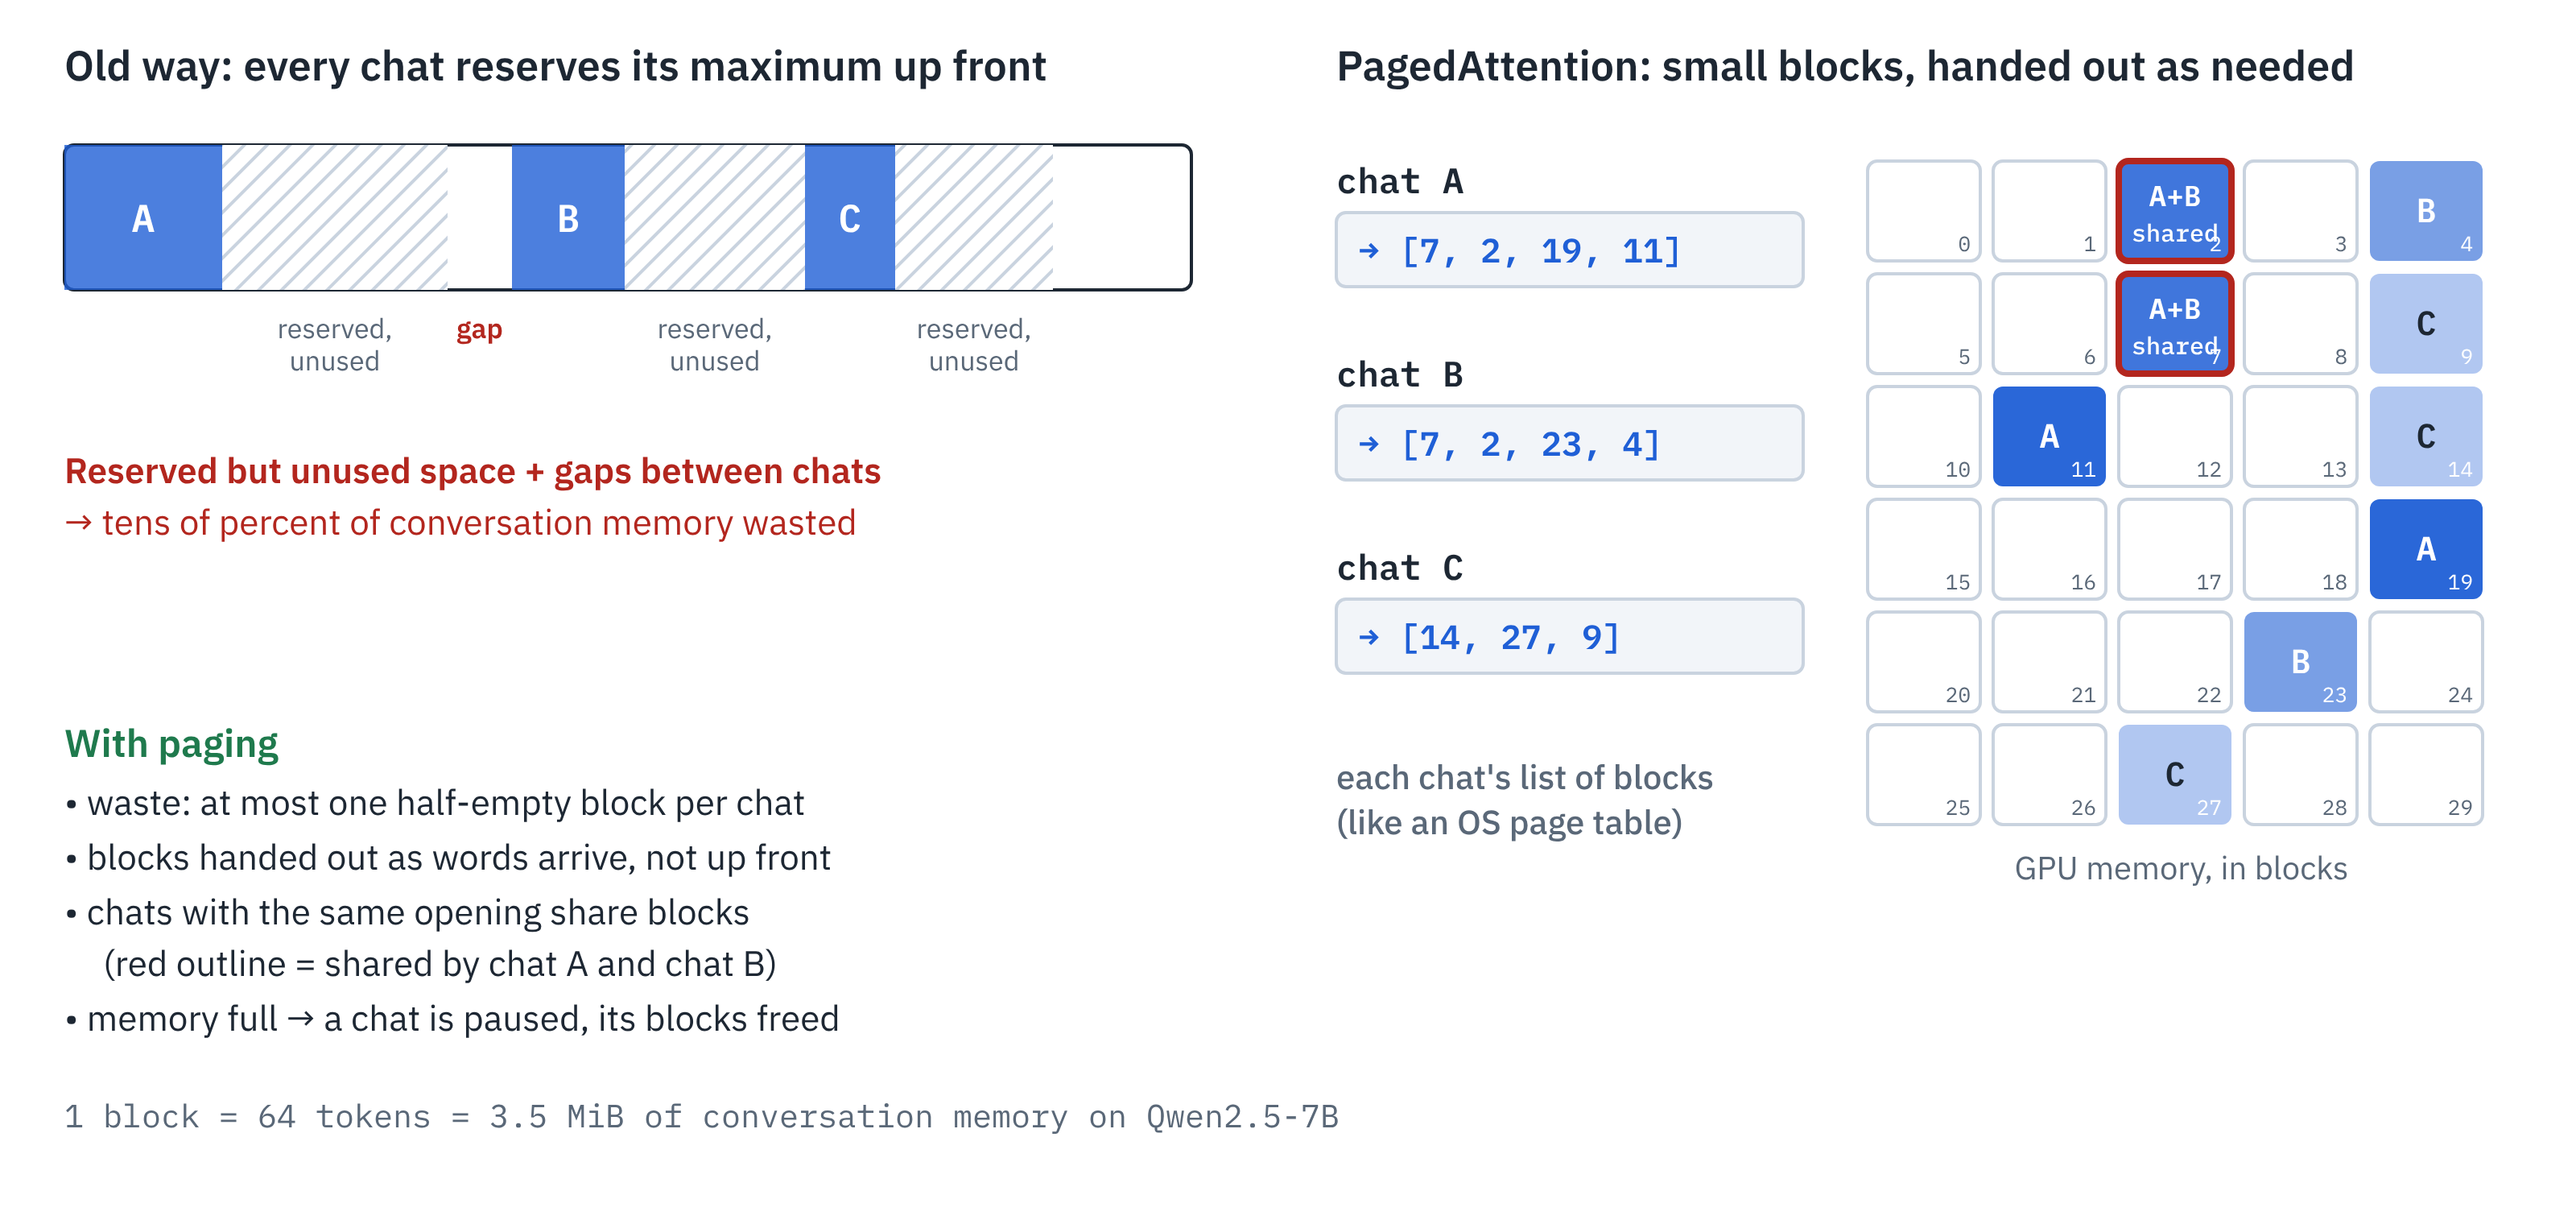 Old way: every chat reserves its maximum up front
A
B
C
reserved,
unused
gap
reserved,
unused
reserved,
unused
Reserved but unused space + gaps between chats
→ tens of percent of conversation memory wasted
With paging
• waste: at most one half-empty block per chat
• blocks handed out as words arrive, not up front
• chats with the same opening share blocks
(red outline = shared by chat A and chat B)
• memory full → a chat is paused, its blocks freed
1 block = 64 tokens = 3.5 MiB of conversation memory on Qwen2.5-7B
PagedAttention: small blocks, handed out as needed
chat A
→ [7, 2, 19, 11]
chat B
→ [7, 2, 23, 4]
chat C
→ [14, 27, 9]
each chat's list of blocks
(like an OS page table)
0
1
A+B
shared
2
3
B
4
5
6
A+B
shared
7
8
C
9
10
A
11
12
13
C
14
15
16
17
18
A
19
20
21
22
B
23
24
25
26
C
27
28
29
GPU memory, in blocks